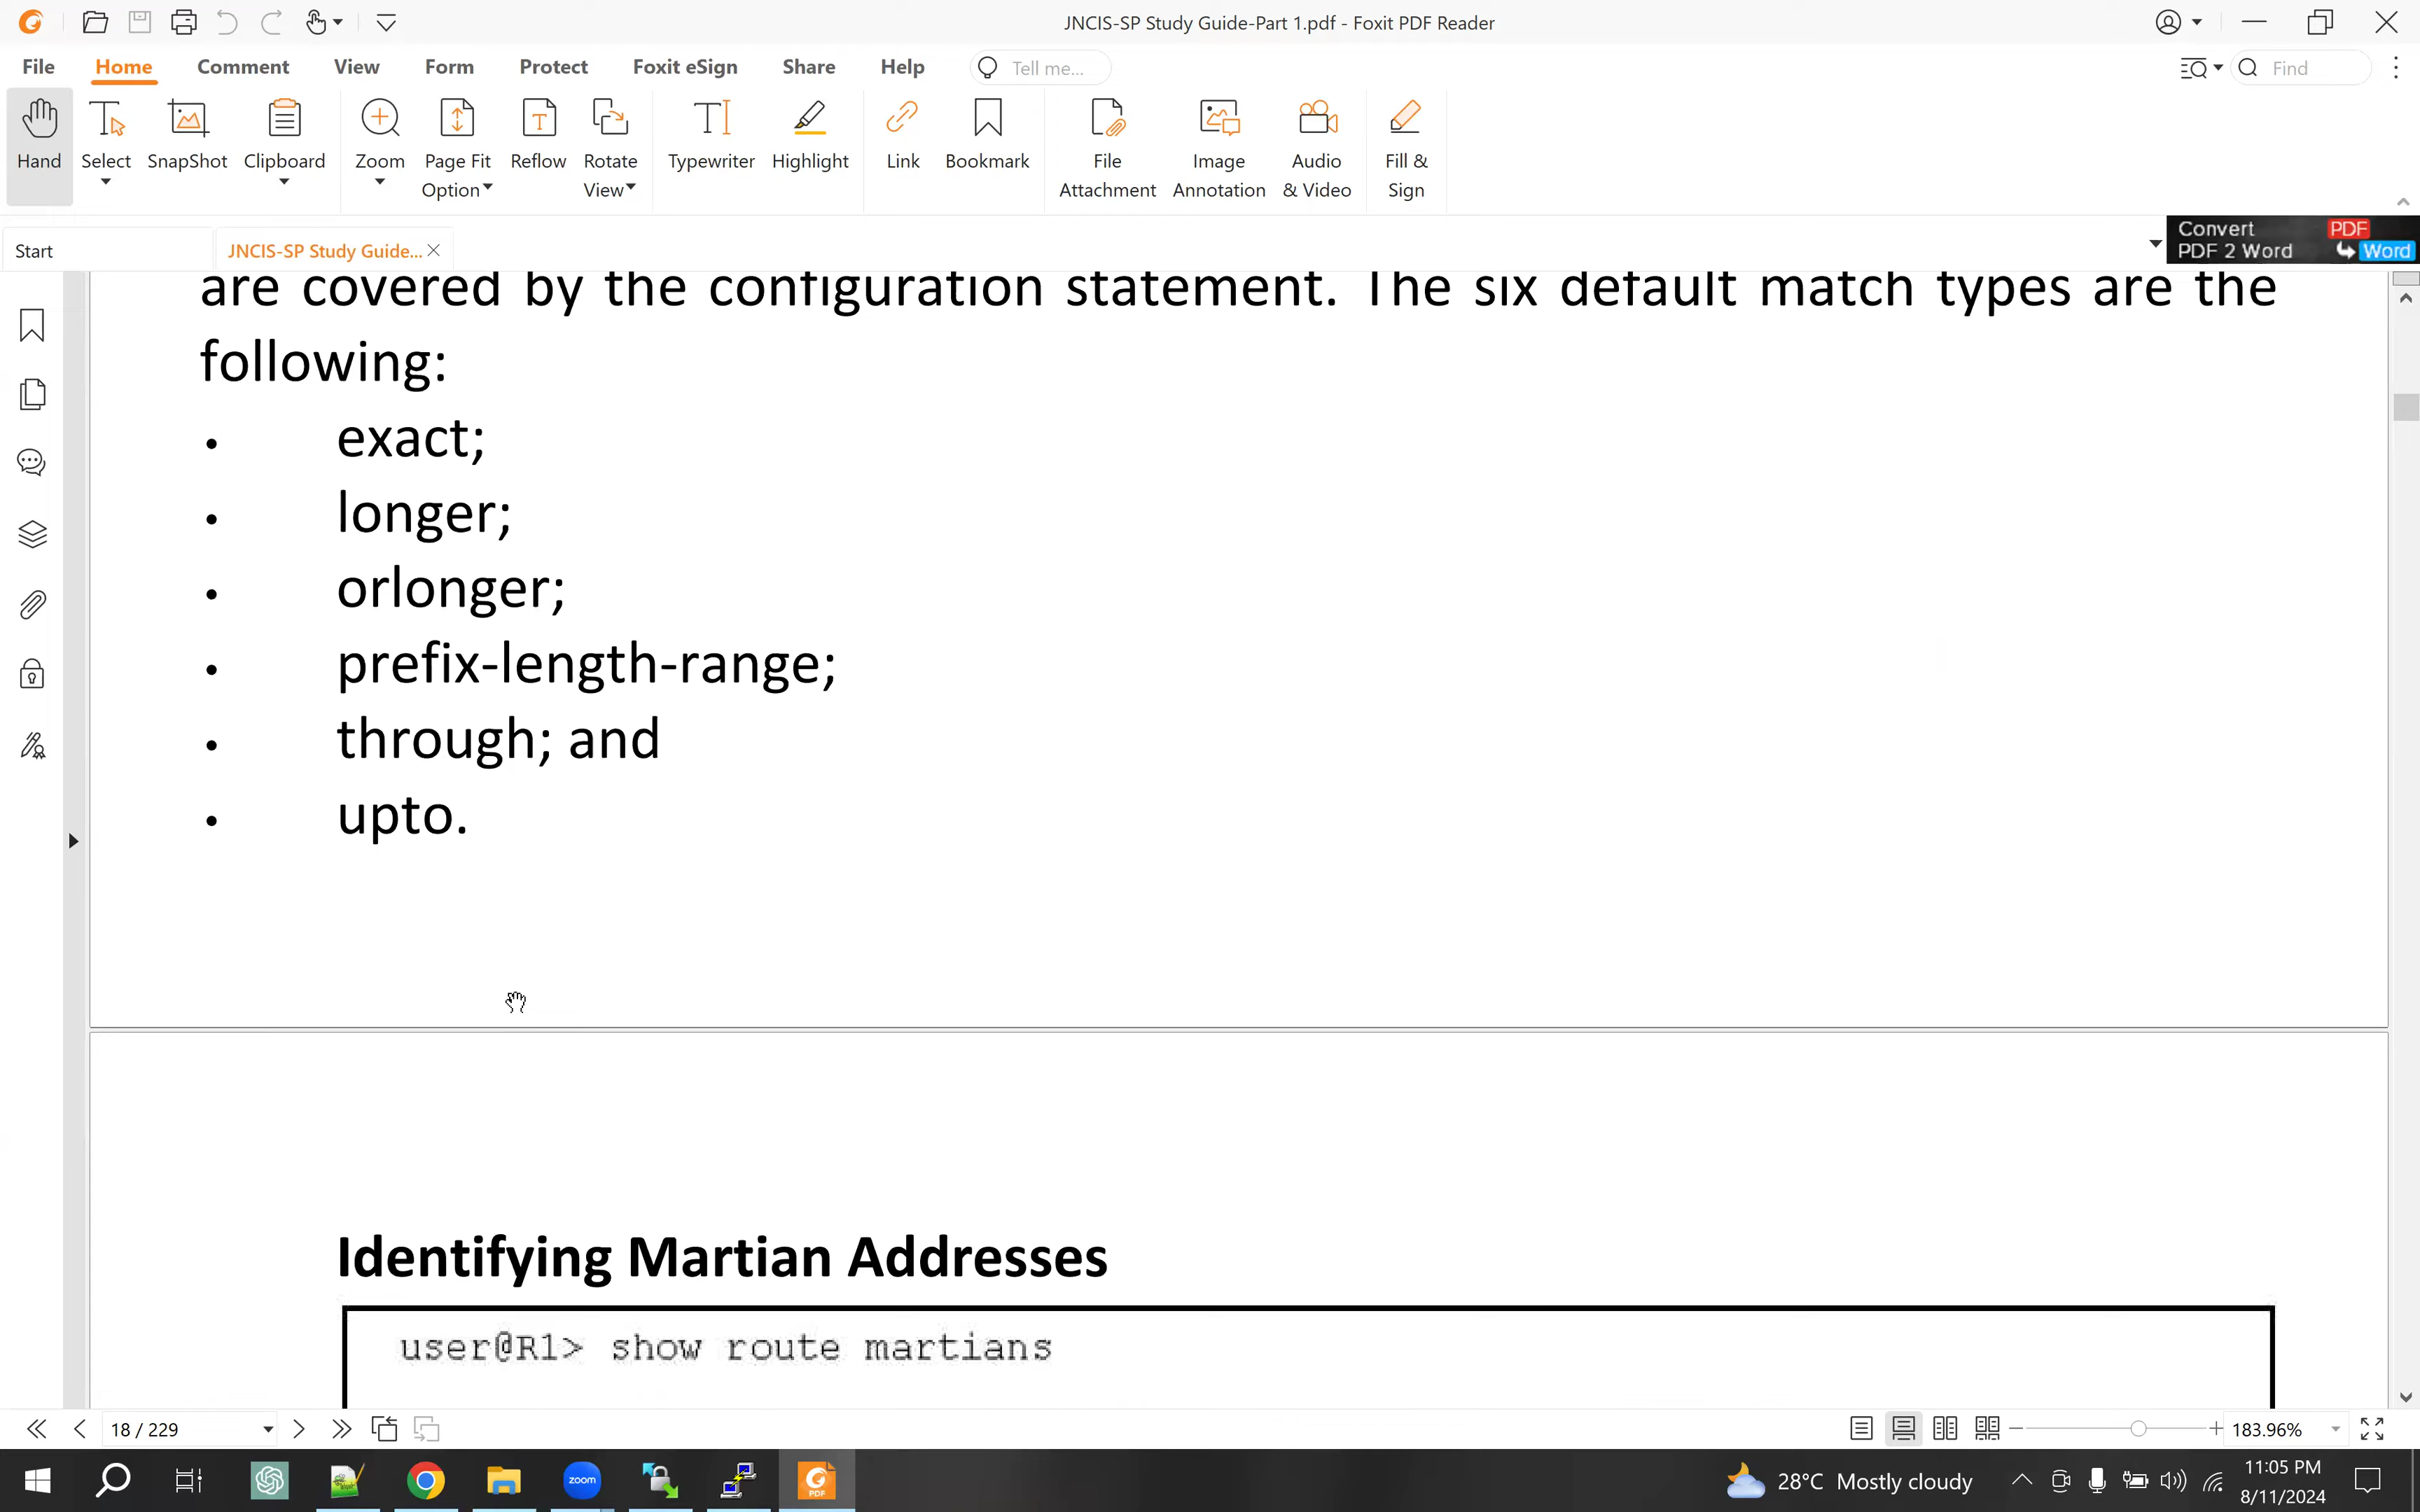 JNCIS-SP Study Guide-Part 1.pdf - Foxit PDF Reader
File Home Comment View Form Protect Foxit eSign Share Help Tell me... Find
Hand Select SnapShot Clipboard Zoom Page Fit Option Reflow Rotate View Typewriter Highlight Link Bookmark File Attachment Image Annotation Audio & Video Fill & Sign
Start JNCIS-SP Study Guide... Convert PDF 2 Word PDF Word
are covered by the configuration statement. The six default match types are the
following:
• exact;
• longer;
• orlonger;
• prefix-length-range;
• through; and
• upto.
Identifying Martian Addresses
user@R1> show route martians
18 / 229 183.96%
zoom PDF 28°C Mostly cloudy 11:05 PM
8/11/2024